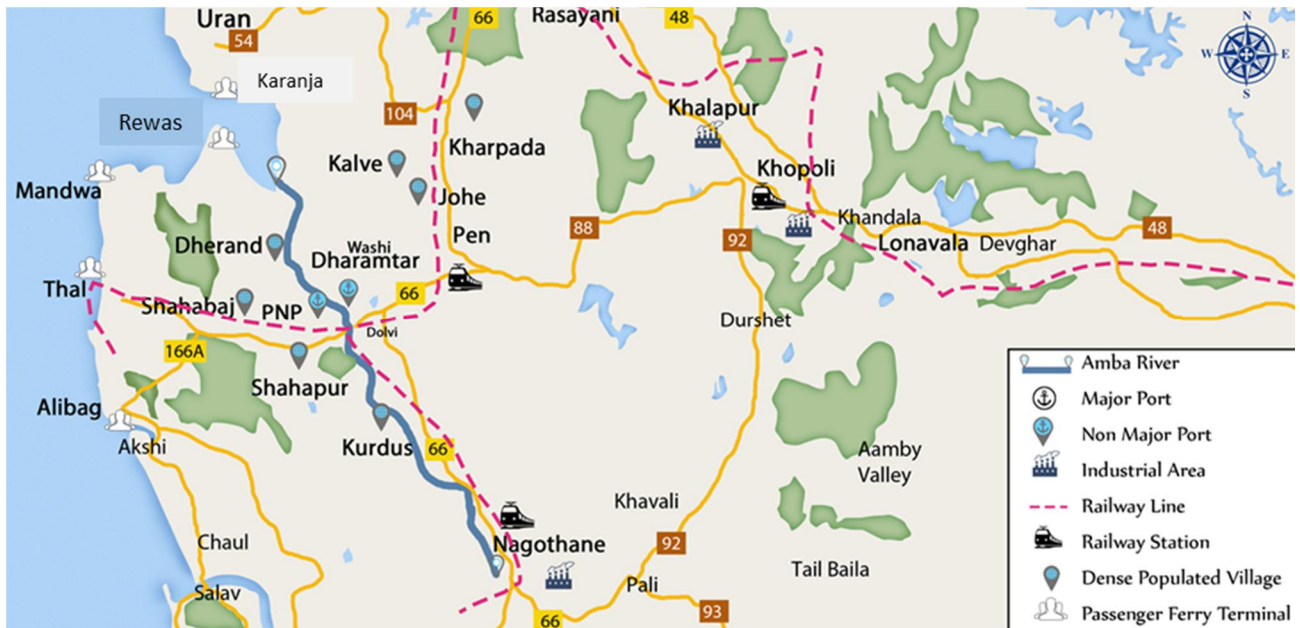 Uran
66
Rasayani
48
N
W
E
S
54
Karanja
104
Khalapur
Rewas
Kharpada
Kalve
Khopoli
Mandwa
Johe
Khandala
Pen
88
92
Lonavala
Devghar
48
Dherand
Washi
Dharamtar
Thal
66
Shahabaj
PNP
Dolvi
Durshet
166A
Shahapur
Amba River
Major Port
Alibag
Akshi
Kurdus
66
Non Major Port
Aamby
Valley
Industrial Area
Khavali
Railway Line
Chaul
Nagothane
92
Railway Station
Tail Baila
Salav
Pali
Dense Populated Village
93
66
Passenger Ferry Terminal